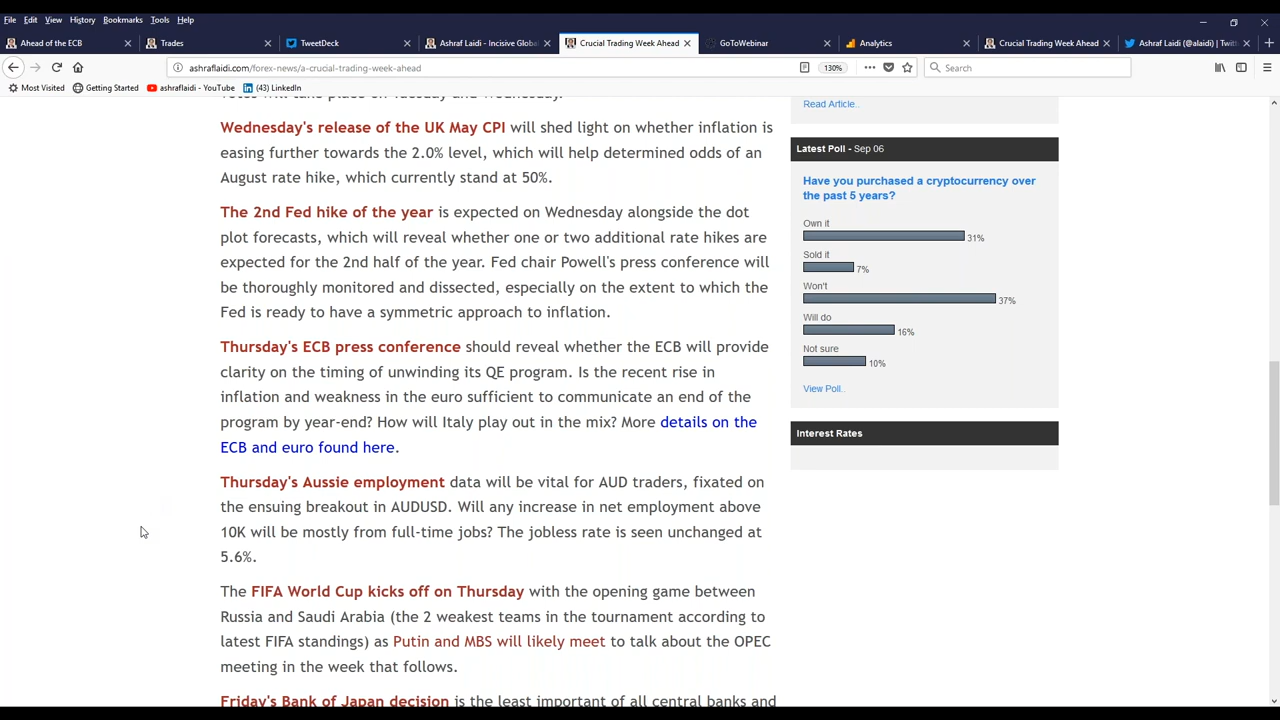 File Edit View History Bookmarks Tools Help
Ahead of the ECB
Trades
TweetDeck
Ashraf Laidi - Incisive Global
Crucial Trading Week Ahead
GoToWebinar
Analytics
Crucial Trading Week Ahead
Ashraf Laidi (@alaidi) | Twitt
ashraflaidi.com/forex-news/a-crucial-trading-week-ahead
130%
Search
Most Visited
Getting Started
ashraflaidi - YouTube
(43) LinkedIn
votes will take place on Tuesday and Wednesday.
Wednesday's release of the UK May CPI will shed light on whether inflation is
easing further towards the 2.0% level, which will help determined odds of an
August rate hike, which currently stand at 50%.
The 2nd Fed hike of the year is expected on Wednesday alongside the dot
plot forecasts, which will reveal whether one or two additional rate hikes are
expected for the 2nd half of the year. Fed chair Powell's press conference will
be thoroughly monitored and dissected, especially on the extent to which the
Fed is ready to have a symmetric approach to inflation.
Thursday's ECB press conference should reveal whether the ECB will provide
clarity on the timing of unwinding its QE program. Is the recent rise in
inflation and weakness in the euro sufficient to communicate an end of the
program by year-end? How will Italy play out in the mix? More details on the
ECB and euro found here.
Thursday's Aussie employment data will be vital for AUD traders, fixated on
the ensuing breakout in AUDUSD. Will any increase in net employment above
10K will be mostly from full-time jobs? The jobless rate is seen unchanged at
5.6%.
The FIFA World Cup kicks off on Thursday with the opening game between
Russia and Saudi Arabia (the 2 weakest teams in the tournament according to
latest FIFA standings) as Putin and MBS will likely meet to talk about the OPEC
meeting in the week that follows.
Friday's Bank of Japan decision is the least important of all central banks and
Read Article..
Latest Poll - Sep 06
Have you purchased a cryptocurrency over
the past 5 years?
Own it
31%
Sold it
7%
Won't
37%
Will do
16%
Not sure
10%
View Poll..
Interest Rates